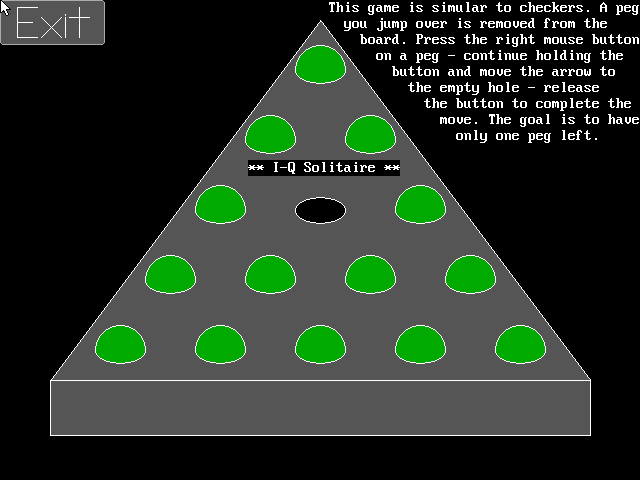 Exit
This game is simular to checkers. A peg
you jump over is removed from the
board. Press the right mouse button
on a peg - continue holding the
button and move the arrow to
the empty hole - release
the button to complete the
move. The goal is to have
only one peg left.
** I-Q Solitaire **